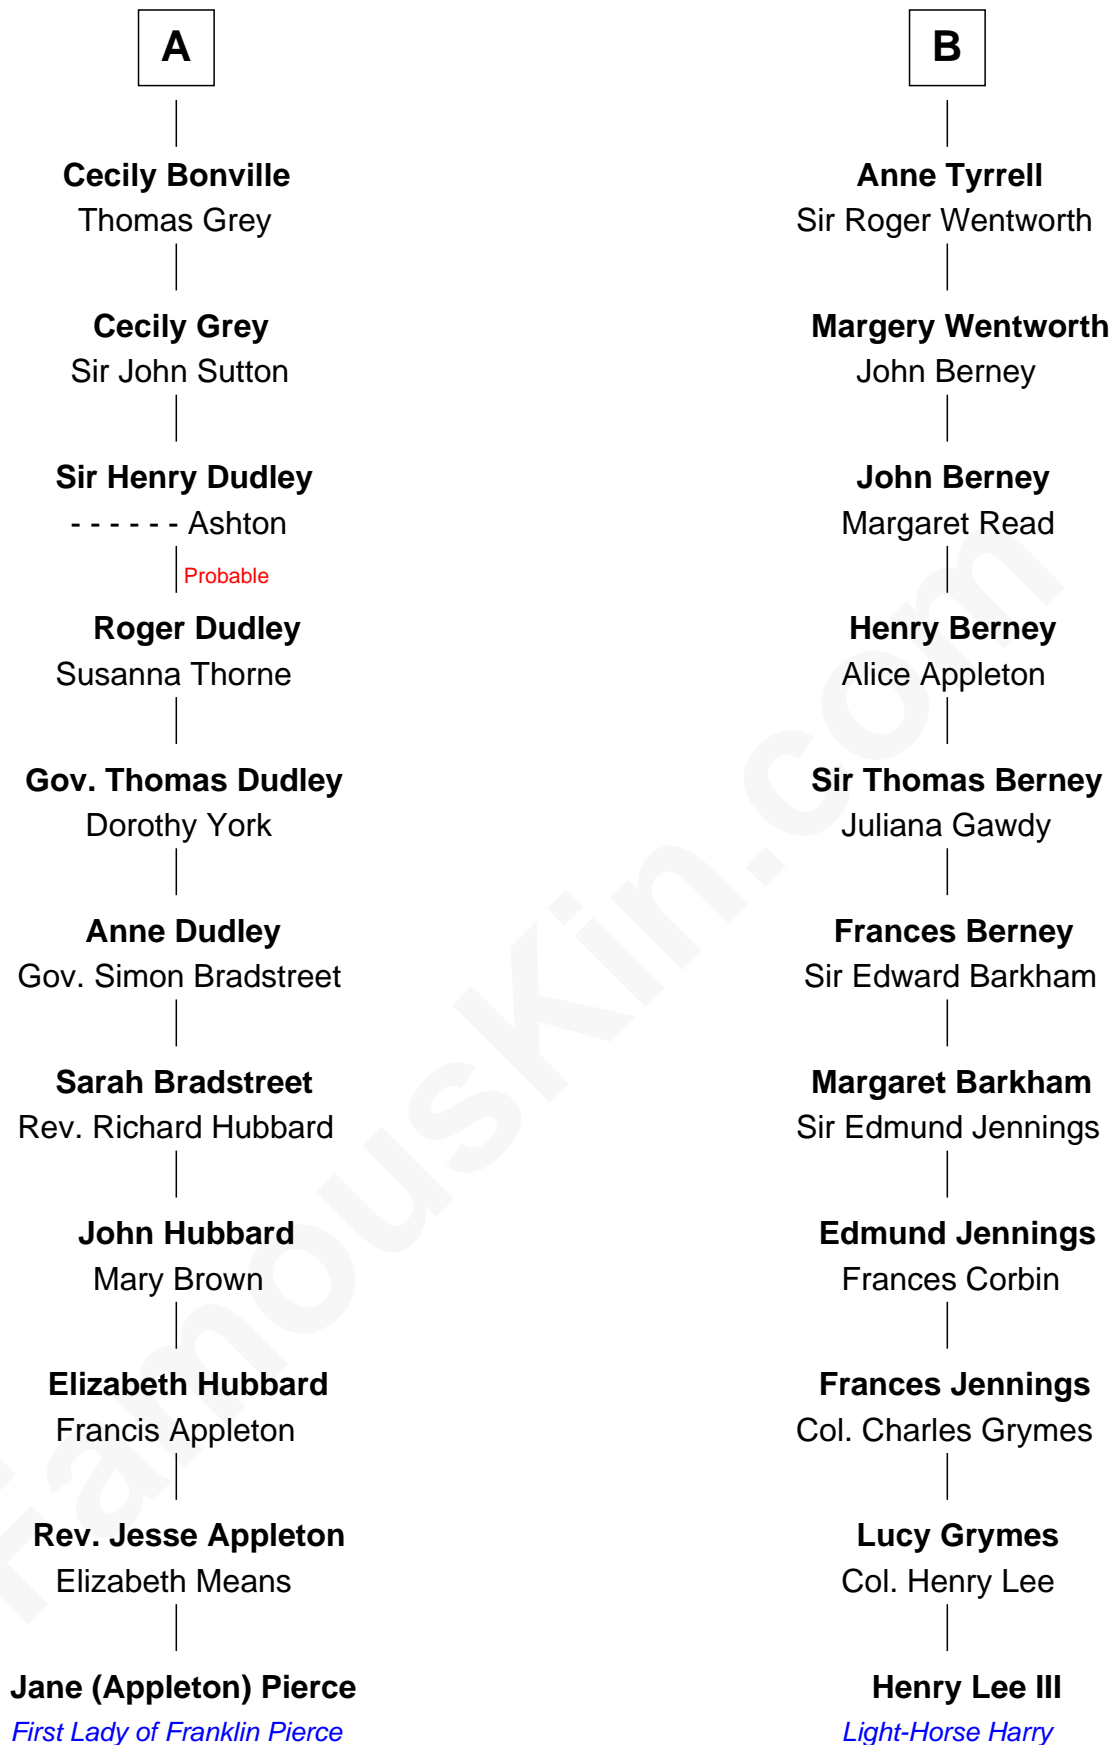 A
Cecily Bonville
Thomas Grey
Cecily Grey
Sir John Sutton
Sir Henry Dudley
- - - - - - Ashton
Probable
Roger Dudley
Susanna Thorne
Gov. Thomas Dudley
Dorothy York
Anne Dudley
Gov. Simon Bradstreet
Sarah Bradstreet
Rev. Richard Hubbard
John Hubbard
Mary Brown
Elizabeth Hubbard
Francis Appleton
Rev. Jesse Appleton
Elizabeth Means
Jane (Appleton) Pierce
First Lady of Franklin Pierce
B
Anne Tyrrell
Sir Roger Wentworth
Margery Wentworth
John Berney
John Berney
Margaret Read
Henry Berney
Alice Appleton
Sir Thomas Berney
Juliana Gawdy
Frances Berney
Sir Edward Barkham
Margaret Barkham
Sir Edmund Jennings
Edmund Jennings
Frances Corbin
Frances Jennings
Col. Charles Grymes
Lucy Grymes
Col. Henry Lee
Henry Lee III
Light-Horse Harry
FamousKin.com